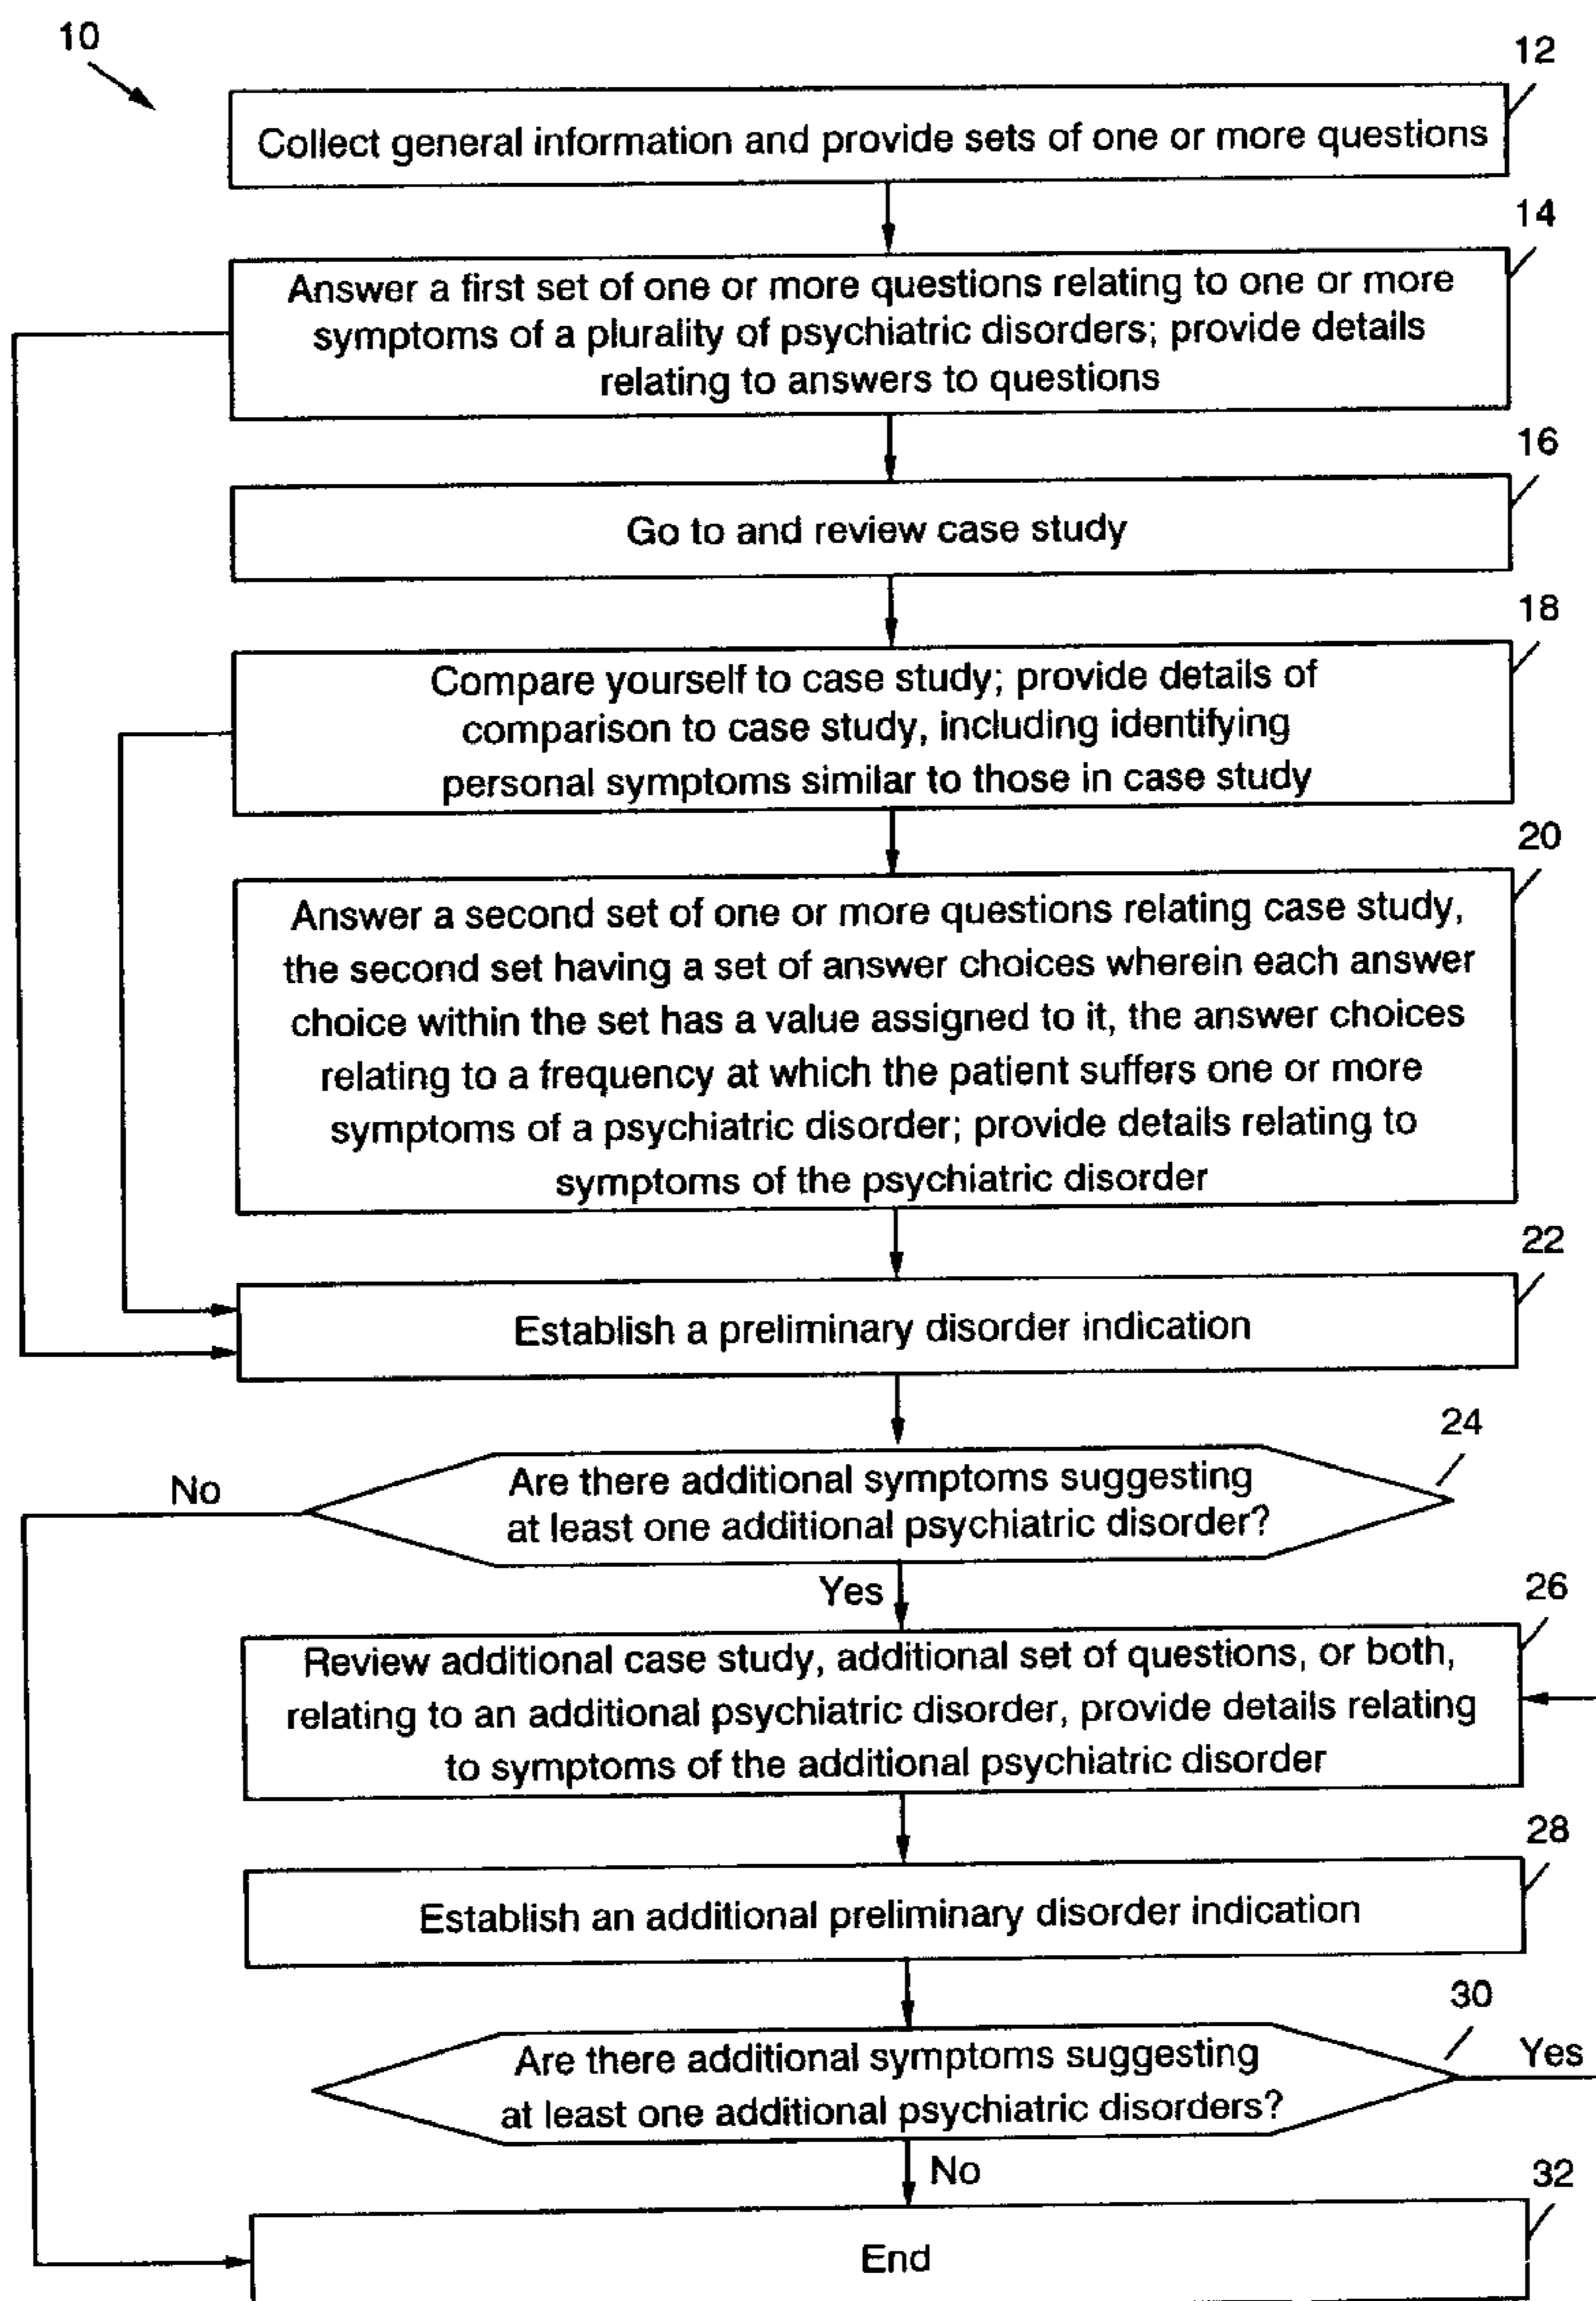 10
12
Collect general information and provide sets of one or more questions
14
Answer a first set of one or more questions relating to one or more
symptoms of a plurality of psychiatric disorders; provide details
relating to answers to questions
16
Go to and review case study
18
Compare yourself to case study; provide details of
comparison to case study, including identifying
personal symptoms similar to those in case study
20
Answer a second set of one or more questions relating case study,
the second set having a set of answer choices wherein each answer
choice within the set has a value assigned to it, the answer choices
relating to a frequency at which the patient suffers one or more
symptoms of a psychiatric disorder; provide details relating to
symptoms of the psychiatric disorder
22
Establish a preliminary disorder indication
24
No
Are there additional symptoms suggesting
at least one additional psychiatric disorder?
Yes
26
Review additional case study, additional set of questions, or both,
relating to an additional psychiatric disorder, provide details relating
to symptoms of the additional psychiatric disorder
28
Establish an additional preliminary disorder indication
30
Are there additional symptoms suggesting
at least one additional psychiatric disorders?
Yes
No
32
End